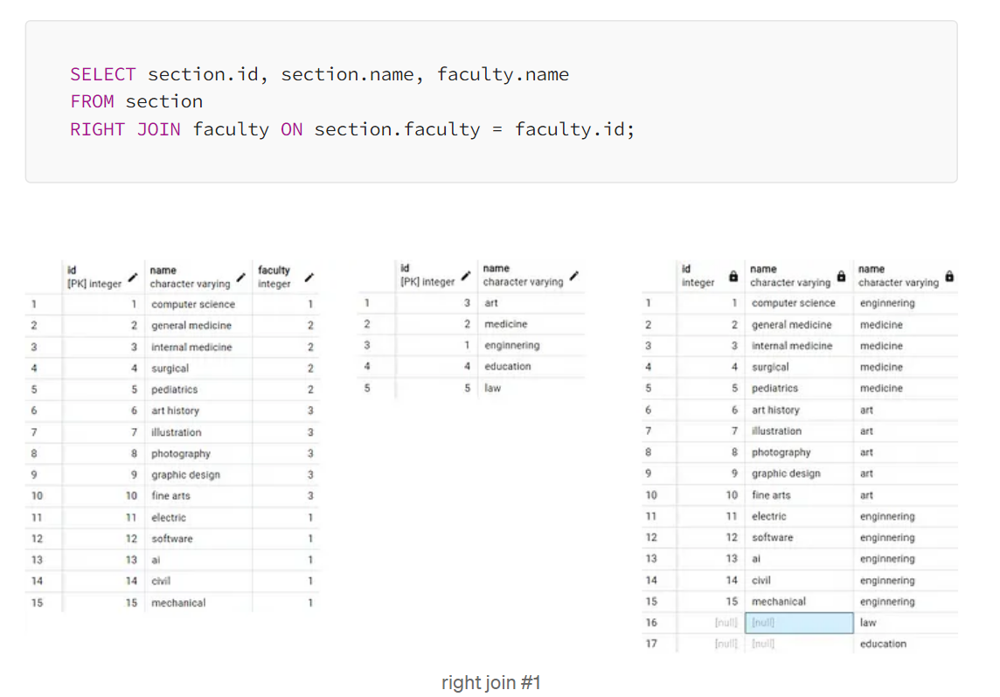 SELECT section.id, section.name, faculty.name
FROM section
RIGHT JOIN faculty ON section.faculty = faculty.id;
id name faculty
[PK] integer character varying integer
1 1 computer science 1
2 2 general medicine 2
3 3 internal medicine 2
4 4 surgical 2
5 5 pediatrics 2
6 6 art history 3
7 7 illustration 3
8 8 photography 3
9 9 graphic design 3
10 10 fine arts 3
11 11 electric 1
12 12 software 1
13 13 ai 1
14 14 civil 1
15 15 mechanical 1
id name
[PK] integer character varying
1 3 art
2 2 medicine
3 1 enginnering
4 4 education
5 5 law
id name name
integer character varying character varying
1 1 computer science enginnering
2 2 general medicine medicine
3 3 internal medicine medicine
4 4 surgical medicine
5 5 pediatrics medicine
6 6 art history art
7 7 illustration art
8 8 photography art
9 9 graphic design art
10 10 fine arts art
11 11 electric enginnering
12 12 software enginnering
13 13 ai enginnering
14 14 civil enginnering
15 15 mechanical enginnering
16 [null] [null] law
17 [null] [null] education
right join #1